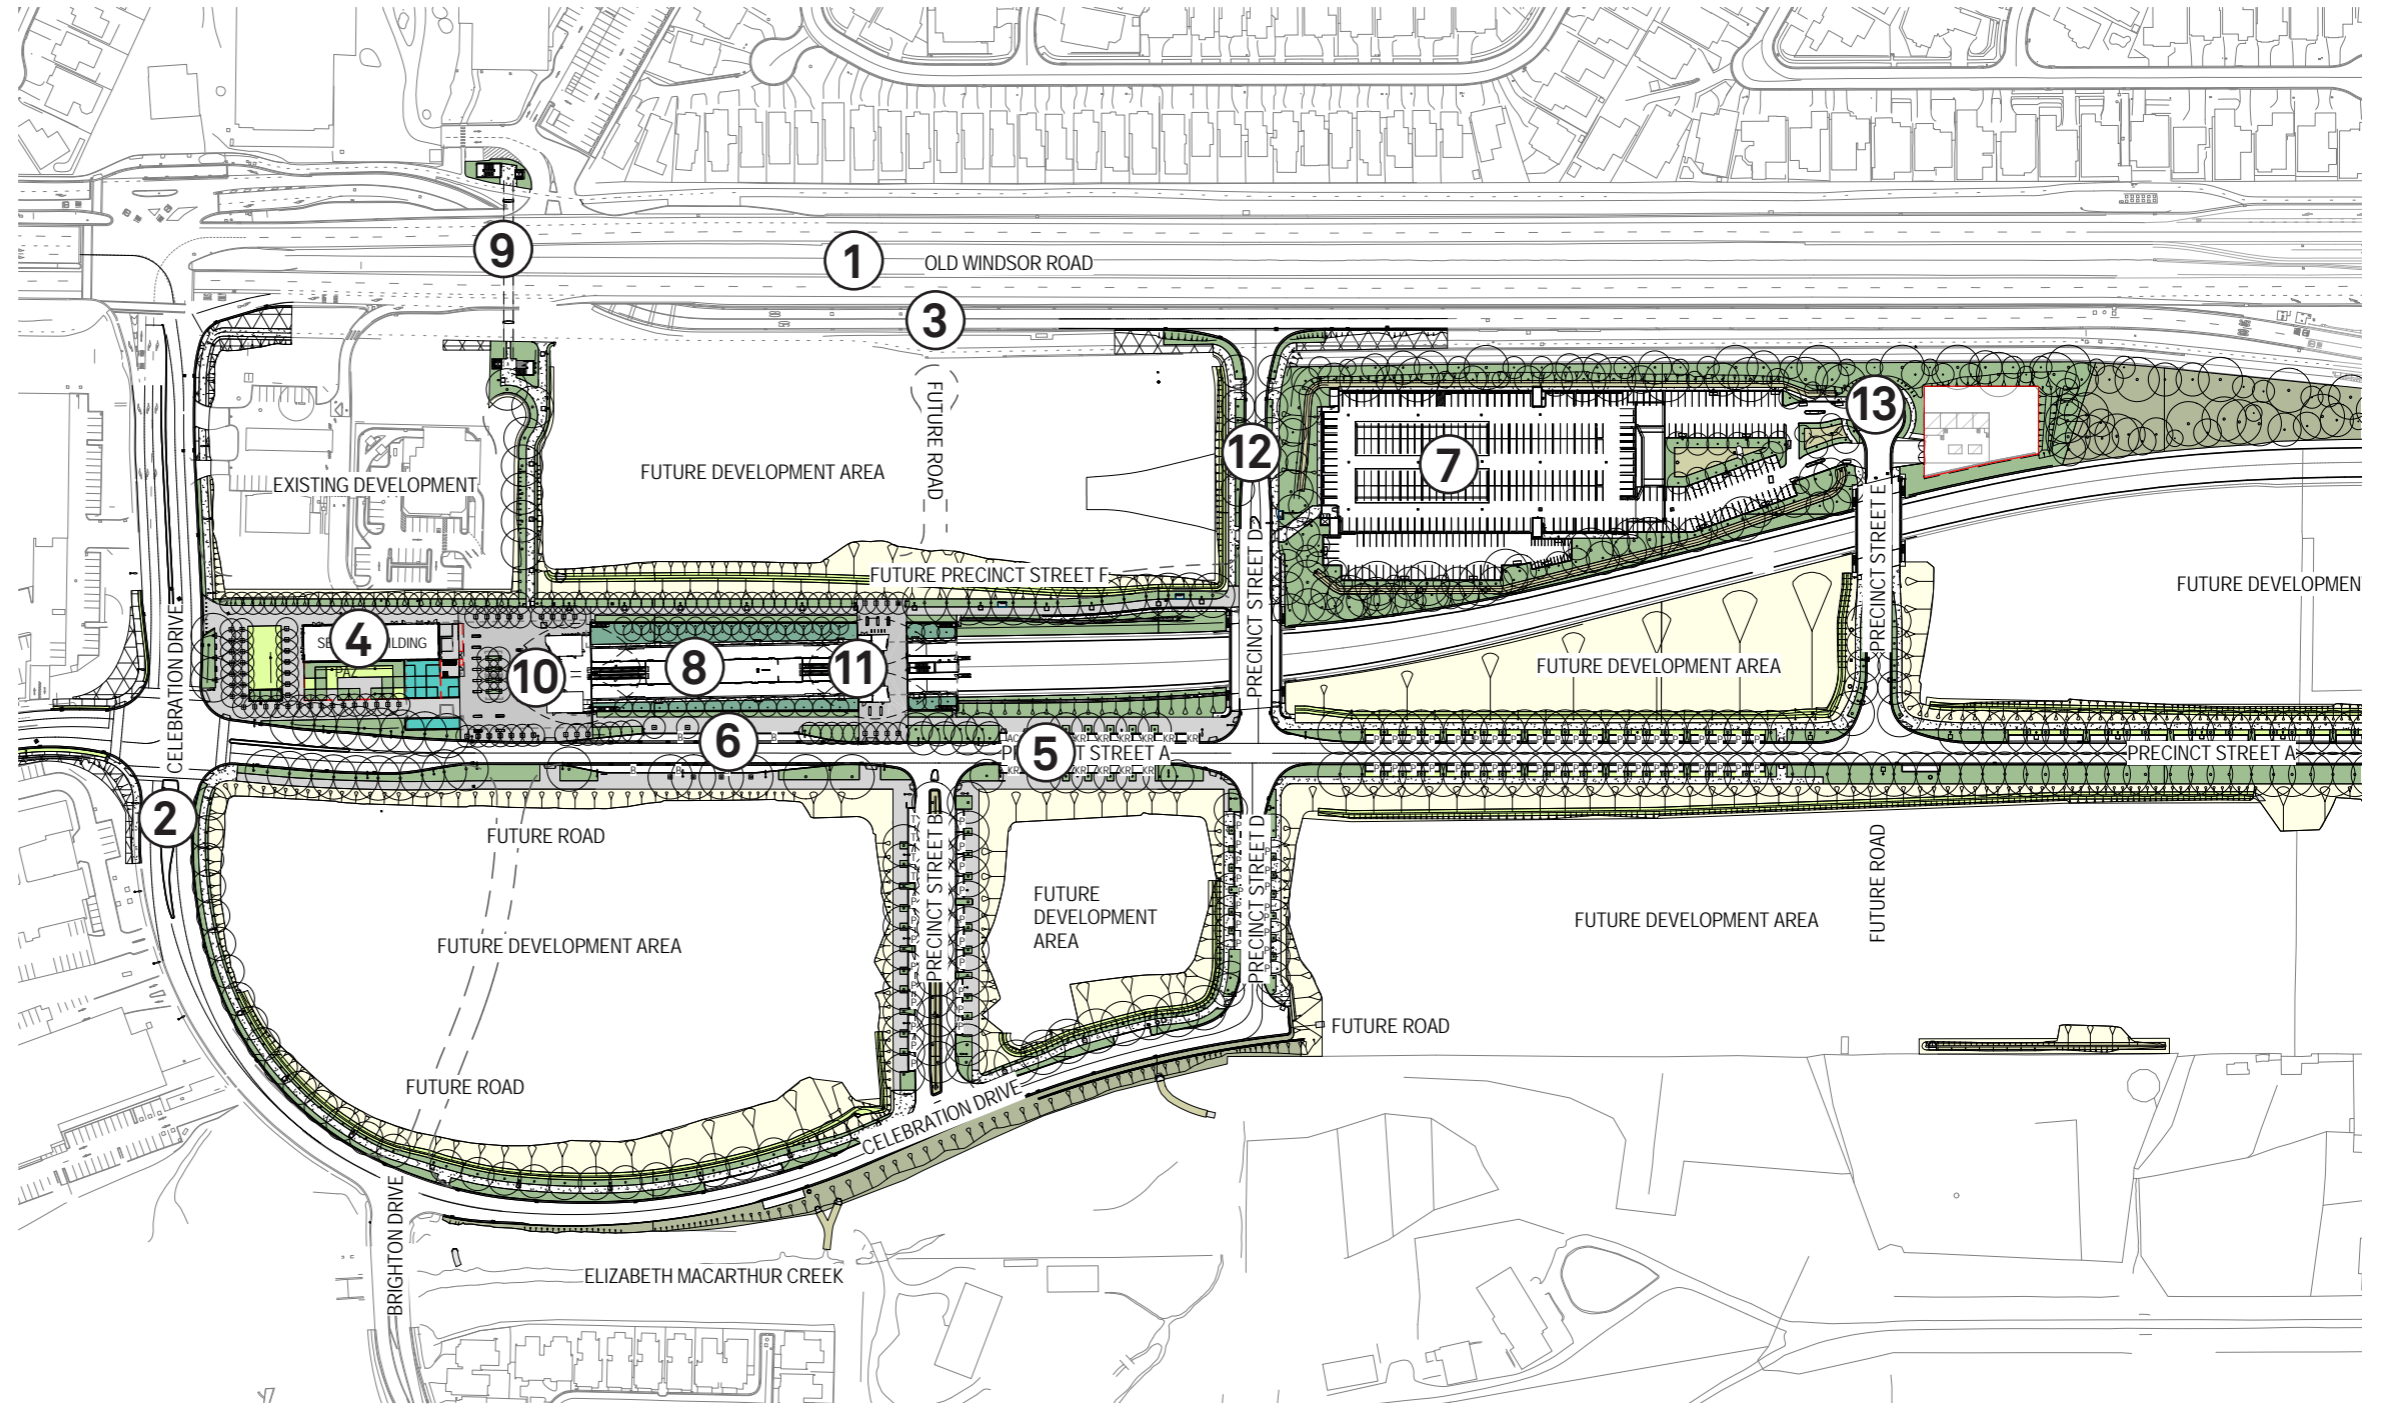 9
1
OLD WINDSOR ROAD
3
FUTURE ROAD
13
12
7
FUTURE DEVELOPMENT AREA
EXISTING DEVELOPMENT
PRECINCT STREET D
PRECINCT STREET E
FUTURE PRECINCT STREET F
FUTURE DEVELOPMEN
CELEBRATION DRIVE
4
10
8
11
FUTURE DEVELOPMENT AREA
6
5
PRECINCT STREET A
PRECINCT STREET A
2
FUTURE ROAD
PRECINCT STREET B
PRECINCT STREET D
FUTURE ROAD
FUTURE
DEVELOPMENT
AREA
FUTURE DEVELOPMENT AREA
FUTURE DEVELOPMENT AREA
FUTURE ROAD
FUTURE ROAD
CELEBRATION DRIVE
BRIGHTON DRIVE
ELIZABETH MACARTHUR CREEK